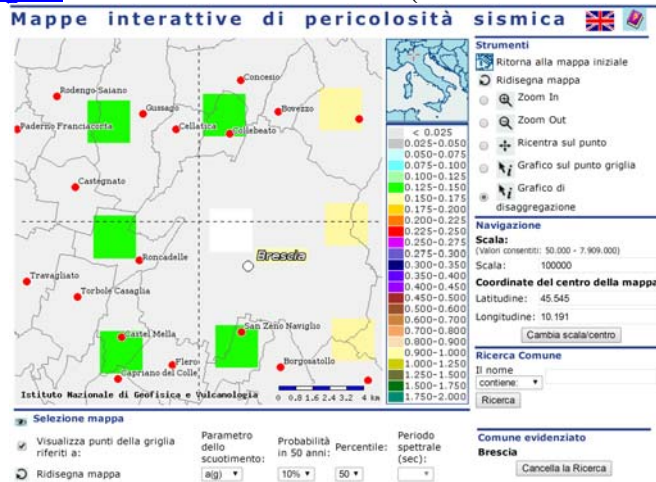 Mappe interattive di pericolosità sismica
Concesio
Rodengo-Saiano
Gussago
Bovezzo
Paderno Franciacorta
Cellatica
Collebeato
Castegnato
Brescia
Roncadelle
Travagliato
Torbole Casaglia
Castel Mella
San Zeno Naviglio
Flero
Borgosatollo
Capriano del Colle
Istituto Nazionale di Geofisica e Vulcanologia
0 0.8 1.6 2.4 3.2 4 km
< 0.025
0.025-0.050
0.050-0.075
0.075-0.100
0.100-0.125
0.125-0.150
0.150-0.175
0.175-0.200
0.200-0.225
0.225-0.250
0.250-0.275
0.275-0.300
0.300-0.350
0.350-0.400
0.400-0.450
0.450-0.500
0.500-0.600
0.600-0.700
0.700-0.800
0.800-0.900
0.900-1.000
1.000-1.250
1.250-1.500
1.500-1.750
1.750-2.000
Strumenti
Ritorna alla mappa iniziale
Ridisegna mappa
Zoom In
Zoom Out
Ricentra sul punto
Grafico sul punto griglia
Grafico di
disaggregazione
Navigazione
Scala:
(Valori consentiti: 50.000 - 7.909.000)
Scala: 100000
Coordinate del centro della mappa
Latitudine: 45.545
Longitudine: 10.191
Cambia scala/centro
Ricerca Comune
Il nome
contiene:
Ricerca
Comune evidenziato
Brescia
Cancella la Ricerca
Selezione mappa
Visualizza punti della griglia
riferiti a:
Ridisegna mappa
Parametro
dello
scuotimento:
a(g)
Probabilità
in 50 anni:
10%
Percentile:
50
Periodo
spettrale
(sec):